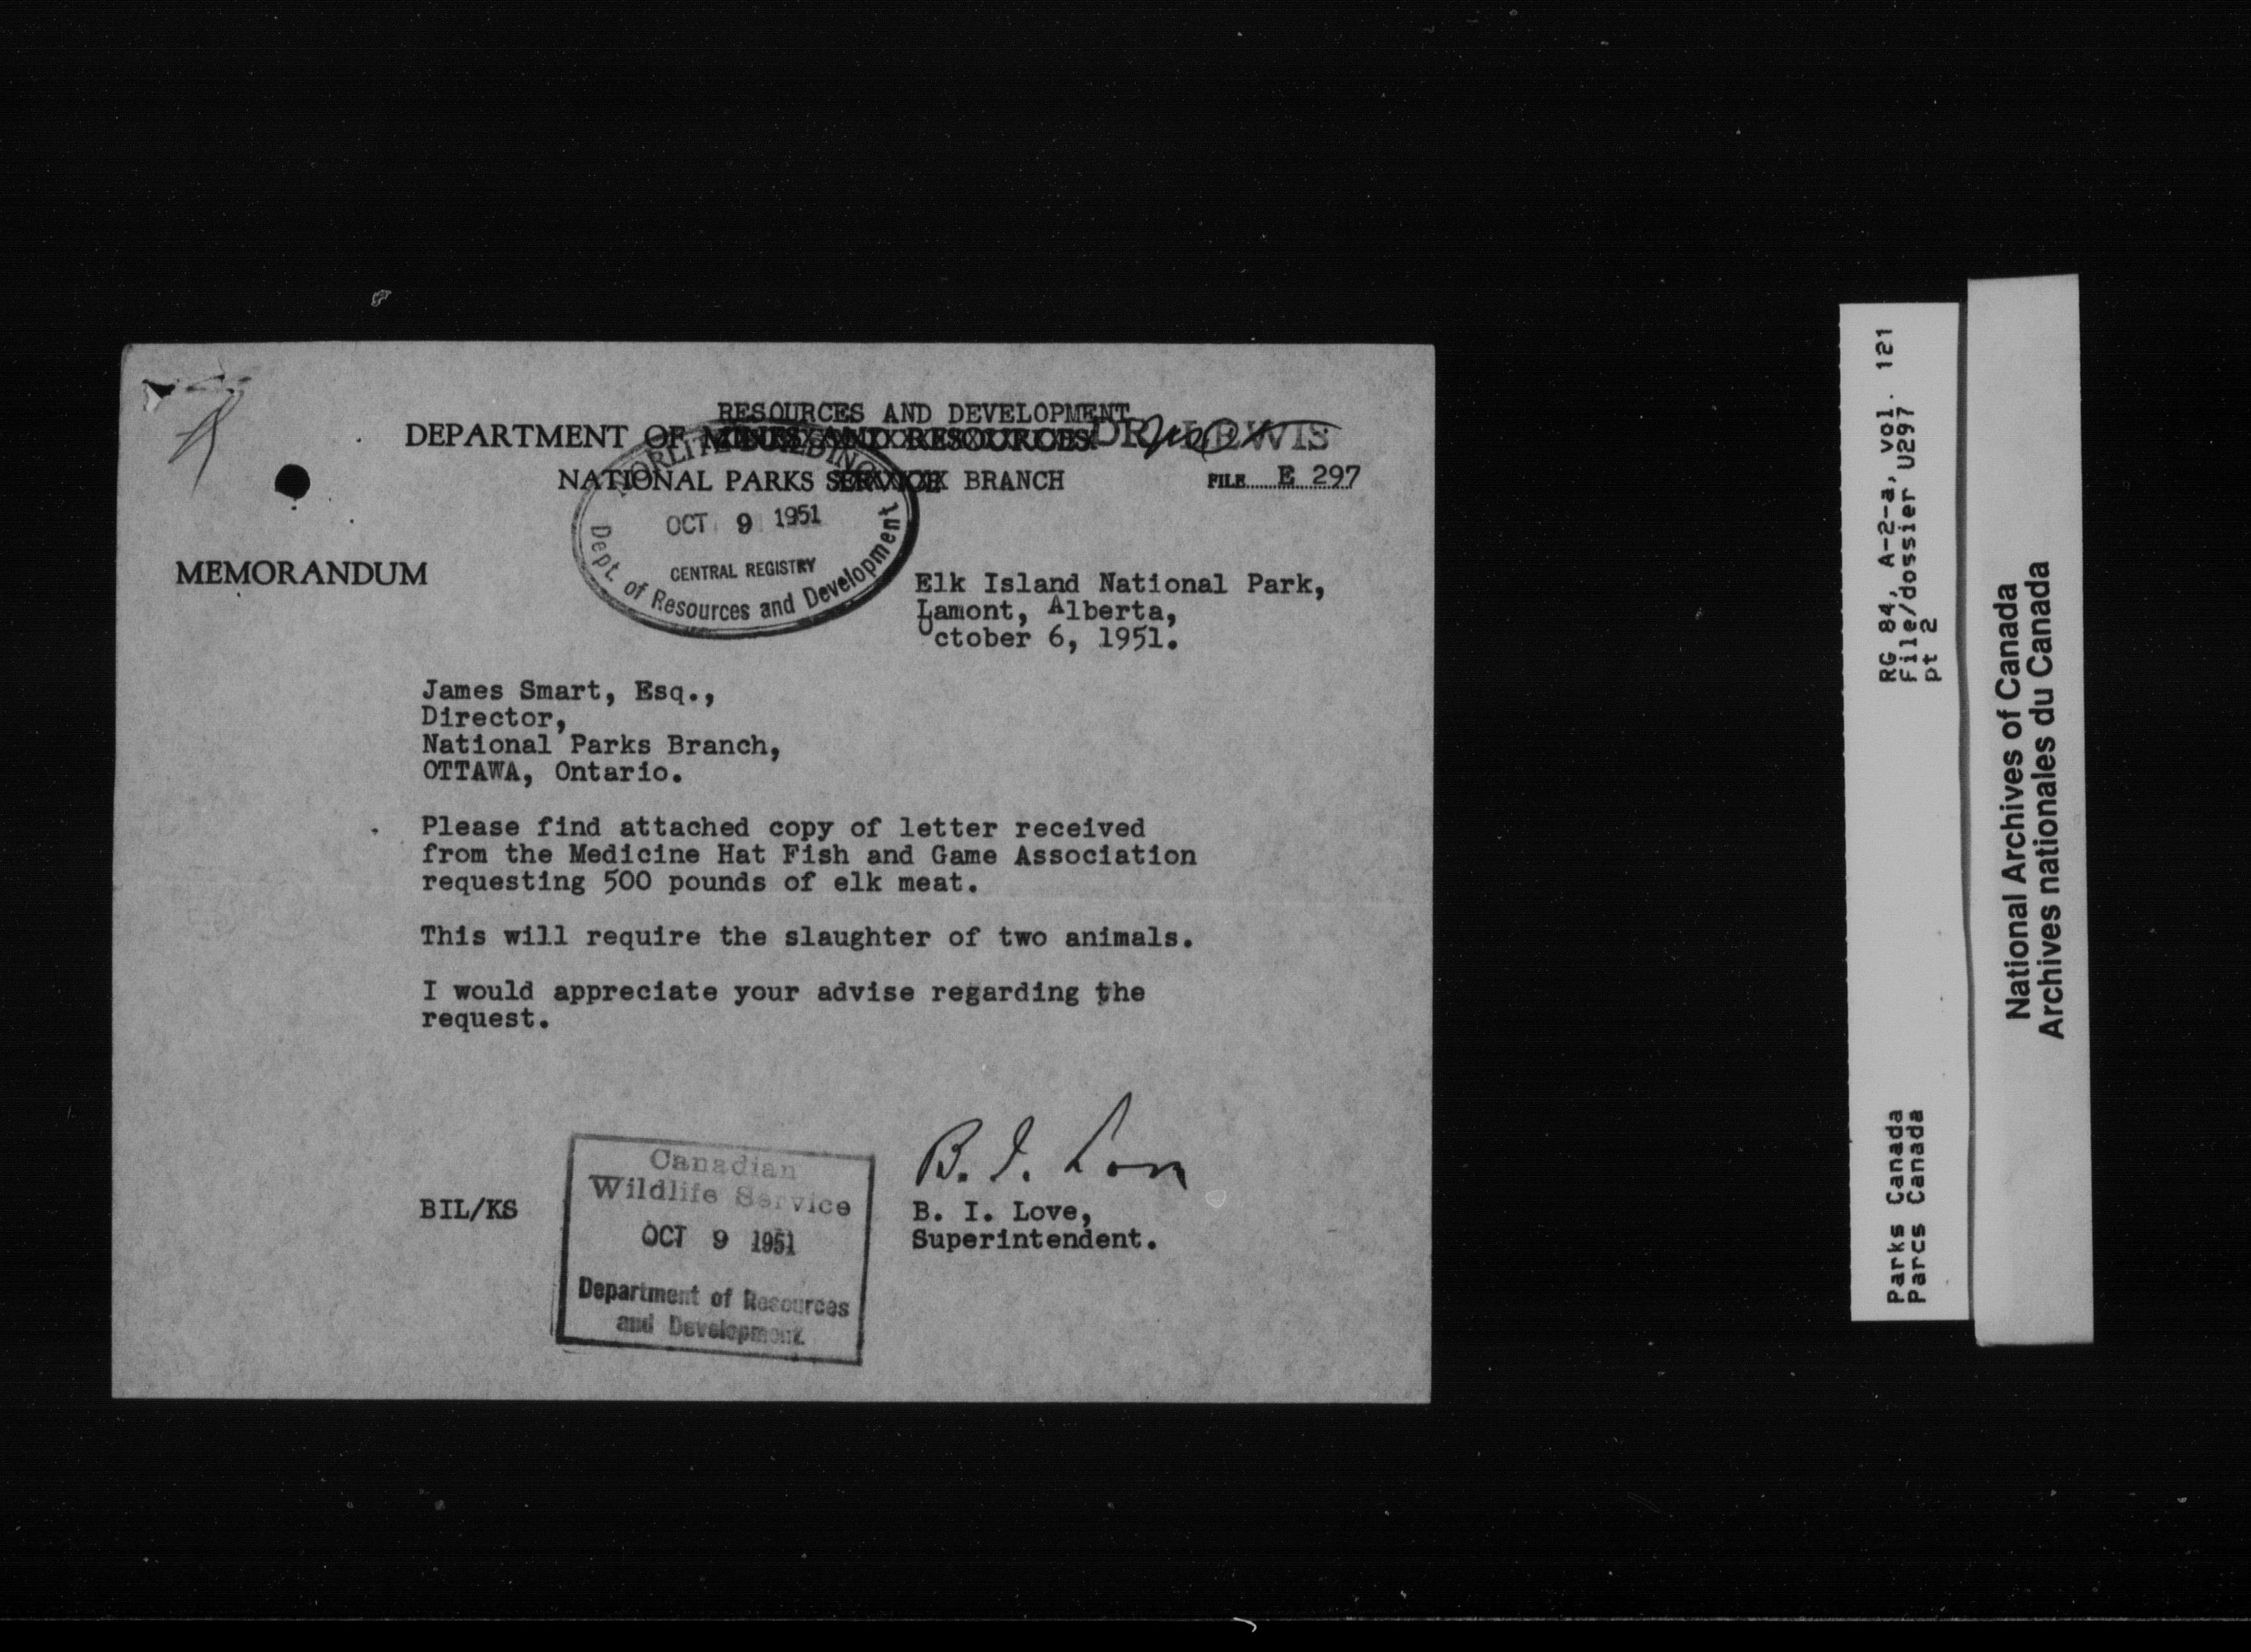 RESOURCES AND DEVELOPMENT
DEPARTMENT OF MINES AND RESOURCES DR. LEWIS
NATIONAL PARKS SERVICE BRANCH
FILE E 297
NORLITE BUILDING
OCT 9 1951
CENTRAL REGISTRY
Dept. of Resources and Development
MEMORANDUM
Elk Island National Park,
Lamont, Alberta,
October 6, 1951.
James Smart, Esq.,
Director,
National Parks Branch,
OTTAWA, Ontario.
Please find attached copy of letter received
from the Medicine Hat Fish and Game Association
requesting 500 pounds of elk meat.
This will require the slaughter of two animals.
I would appreciate your advise regarding the
request.
B. I. Love
BIL/KS
B. I. Love,
Superintendent.
Canadian
Wildlife Service
OCT 9 1951
Department of Resources
and Development
RG 84, A-2-a, vol. 121
File/dossier U297
pt 2
Parks Canada
Parcs Canada
National Archives of Canada
Archives nationales du Canada